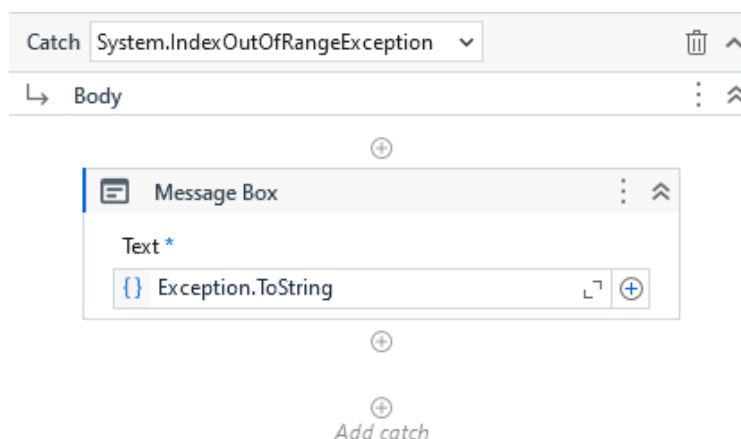 Catch System.IndexOutOfRangeException
Body
Message Box
Text *
{} Exception.ToString
Add catch